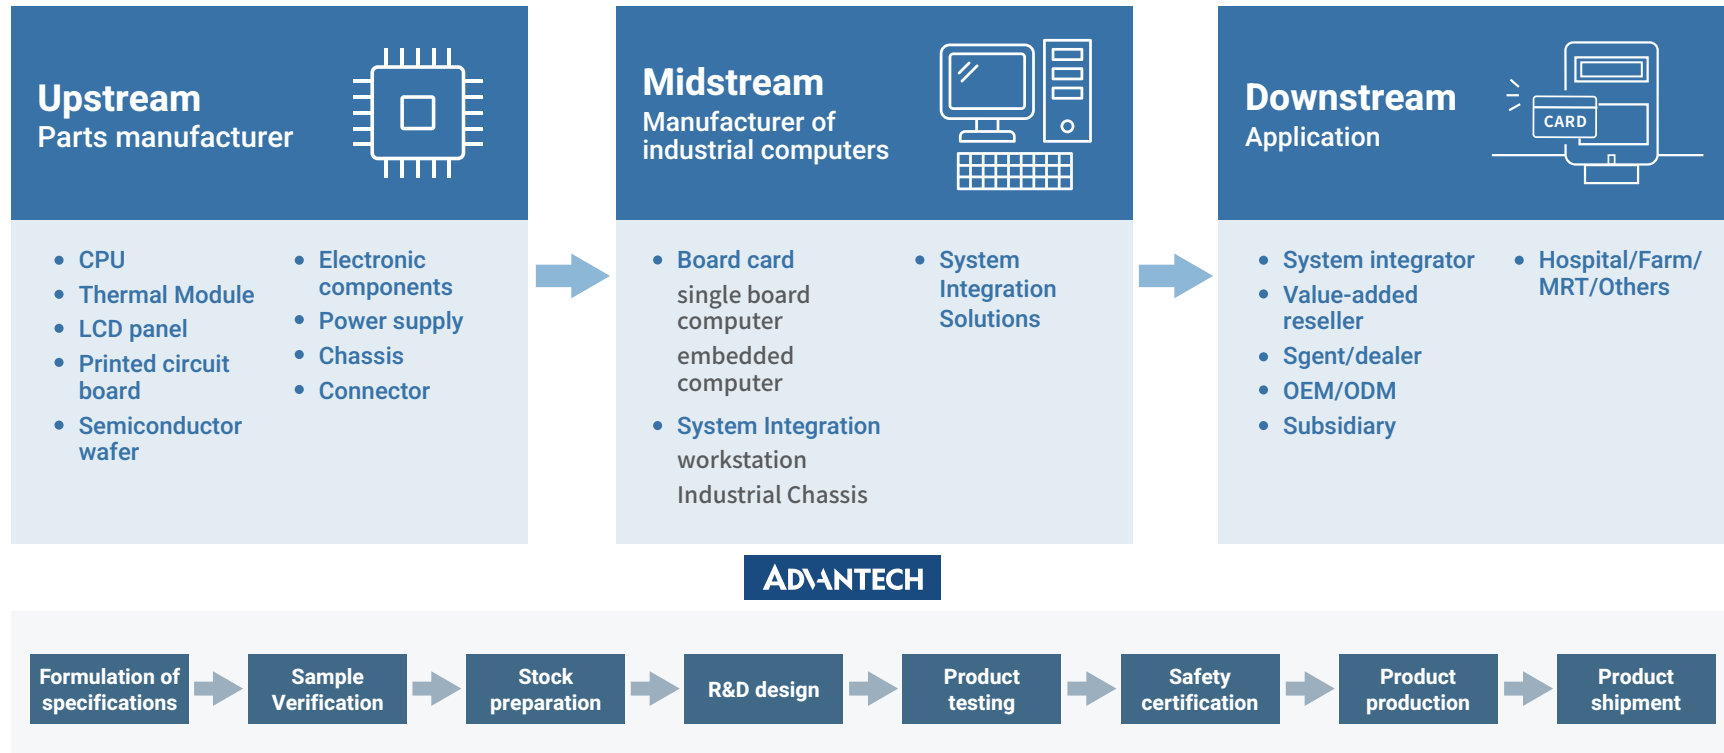 Upstream
Parts manufacturer
CPU
Thermal Module
LCD panel
Printed circuit
board
Semiconductor
wafer
Electronic
components
Power supply
Chassis
Connector
Midstream
Manufacturer of
industrial computers
Board card
single board
computer
embedded
computer
System Integration
workstation
Industrial Chassis
System
Integration
Solutions
Downstream
Application
CARD
System integrator
Value-added
reseller
Sgent/dealer
OEM/ODM
Subsidiary
Hospital/Farm/
MRT/Others
ADVANTECH
Formulation of
specifications
Sample
Verification
Stock
preparation
R&D design
Product
testing
Safety
certification
Product
production
Product
shipment